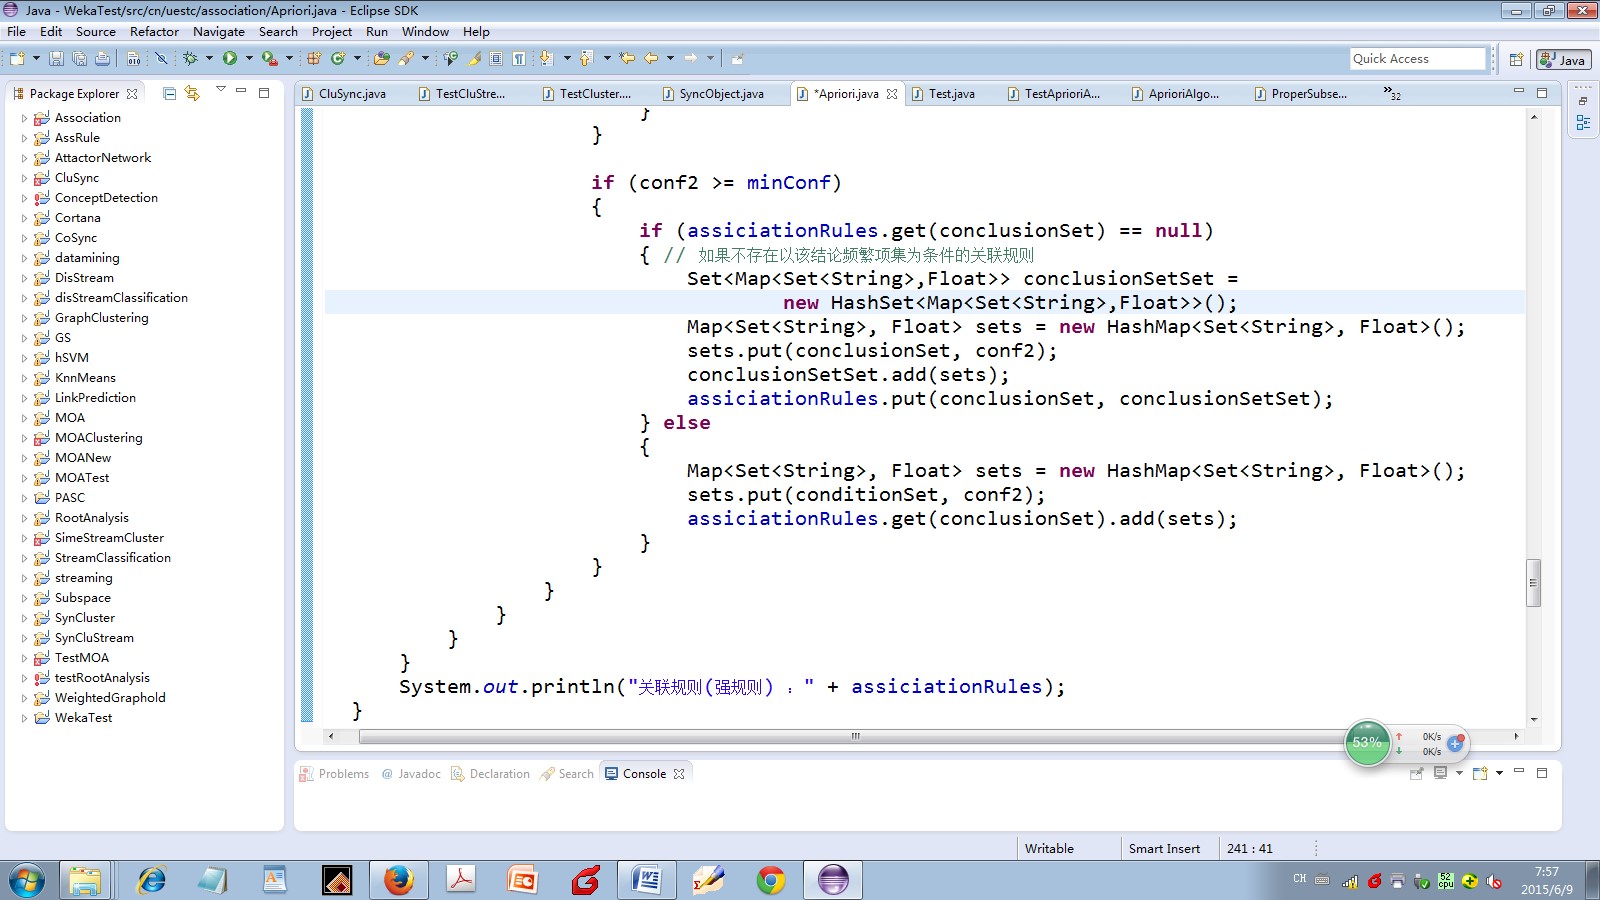 Java - WekaTest/src/cn/uestc/association/Apriori.java - Eclipse SDK
File Edit Source Refactor Navigate Search Project Run Window Help
Quick Access
Java
Package Explorer
CluSync.java TestCluStre... TestCluster.... SyncObject.java *Apriori.java Test.java TestAprioriA... AprioriAlgo... ProperSubse... »32
Association
AssRule
AttactorNetwork
CluSync
ConceptDetection
Cortana
CoSync
datamining
DisStream
disStreamClassification
GraphClustering
GS
hSVM
KnnMeans
LinkPrediction
MOA
MOAClustering
MOANew
MOATest
PASC
RootAnalysis
SimeStreamCluster
StreamClassification
streaming
Subspace
SynCluster
SynCluStream
TestMOA
testRootAnalysis
WeightedGraphold
WekaTest
}
}
if (conf2 >= minConf)
{
if (assiciationRules.get(conclusionSet) == null)
{ // 如果不存在以该结论频繁项集为条件的关联规则
Set<Map<Set<String>,Float>> conclusionSetSet =
new HashSet<Map<Set<String>,Float>>();
Map<Set<String>, Float> sets = new HashMap<Set<String>, Float>();
sets.put(conclusionSet, conf2);
conclusionSetSet.add(sets);
assiciationRules.put(conclusionSet, conclusionSetSet);
} else
{
Map<Set<String>, Float> sets = new HashMap<Set<String>, Float>();
sets.put(conditionSet, conf2);
assiciationRules.get(conclusionSet).add(sets);
}
}
}
}
}
}
System.out.println("关联规则(强规则) : " + assiciationRules);
}
53%
0K/s
0K/s
Problems @ Javadoc Declaration Search Console
Writable Smart Insert 241 : 41
CH
52
cpu
7:57
2015/6/9